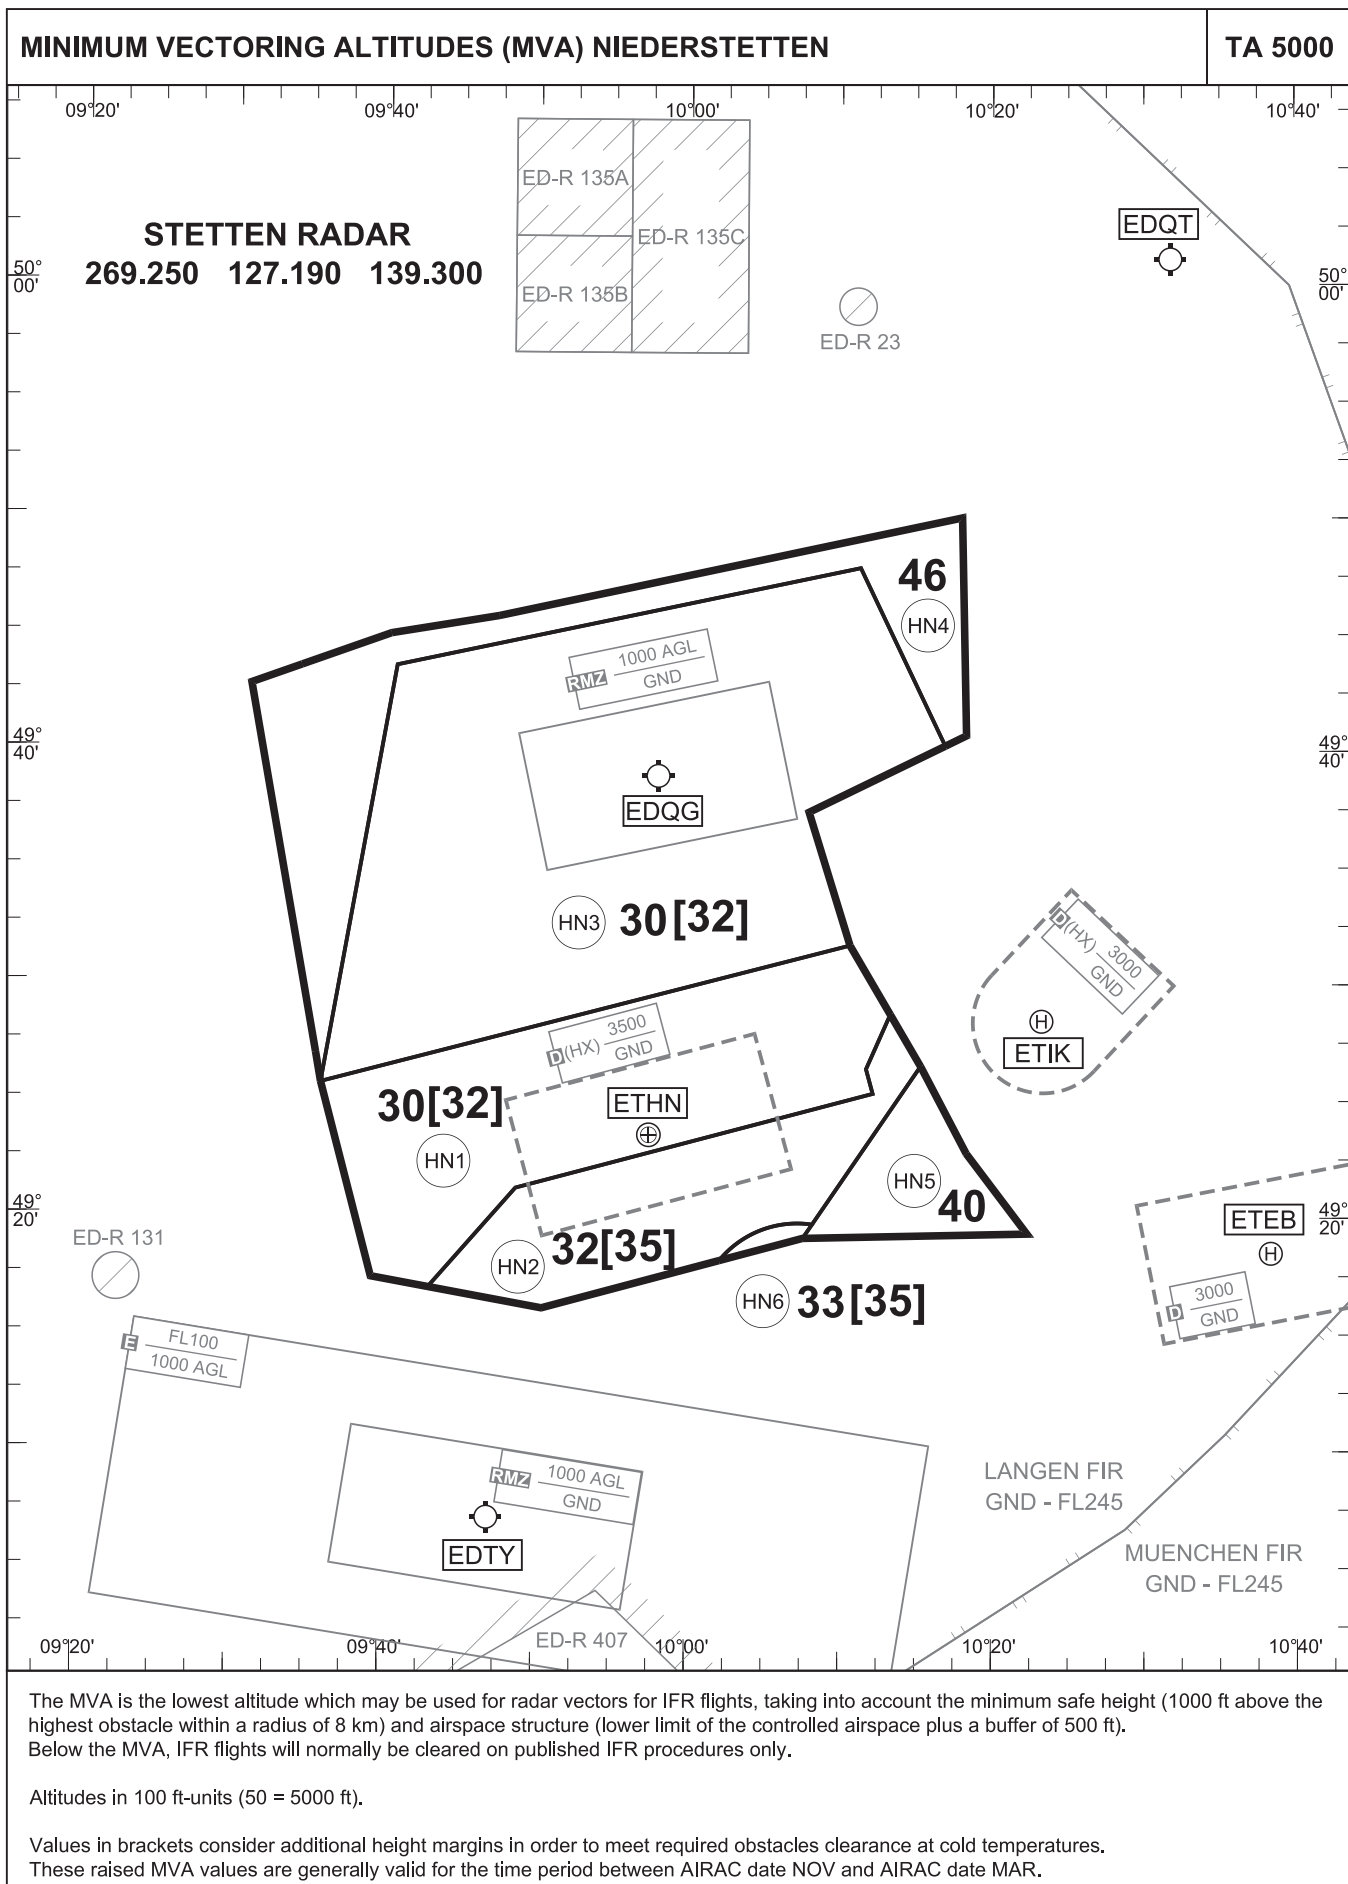 MINIMUM VECTORING ALTITUDES (MVA) NIEDERSTETTEN
TA 5000
09°20'
09°40'
10°00'
10°20'
10°40'
ED-R 135A
ED-R 135C
ED-R 135B
STETTEN RADAR
269.250 127.190 139.300
EDQT
50°
00'
50°
00'
ED-R 23
46
HN4
1000 AGL
RMZ
GND
49°
40'
49°
40'
EDQG
HN3
30[32]
D(HX)
3000
GND
H
ETIK
3500
D(HX)
GND
30[32]
ETHN
HN1
HN5
40
49°
20'
49°
20'
ETEB
H
ED-R 131
HN2
32[35]
HN6
33[35]
3000
D
GND
E
FL100
1000 AGL
1000 AGL
RMZ
GND
EDTY
LANGEN FIR
GND - FL245
MUENCHEN FIR
GND - FL245
ED-R 407
09°20'
09°40'
10°00'
10°20'
10°40'
The MVA is the lowest altitude which may be used for radar vectors for IFR flights, taking into account the minimum safe height (1000 ft above the
highest obstacle within a radius of 8 km) and airspace structure (lower limit of the controlled airspace plus a buffer of 500 ft).
Below the MVA, IFR flights will normally be cleared on published IFR procedures only.
Altitudes in 100 ft-units (50 = 5000 ft).
Values in brackets consider additional height margins in order to meet required obstacles clearance at cold temperatures.
These raised MVA values are generally valid for the time period between AIRAC date NOV and AIRAC date MAR.